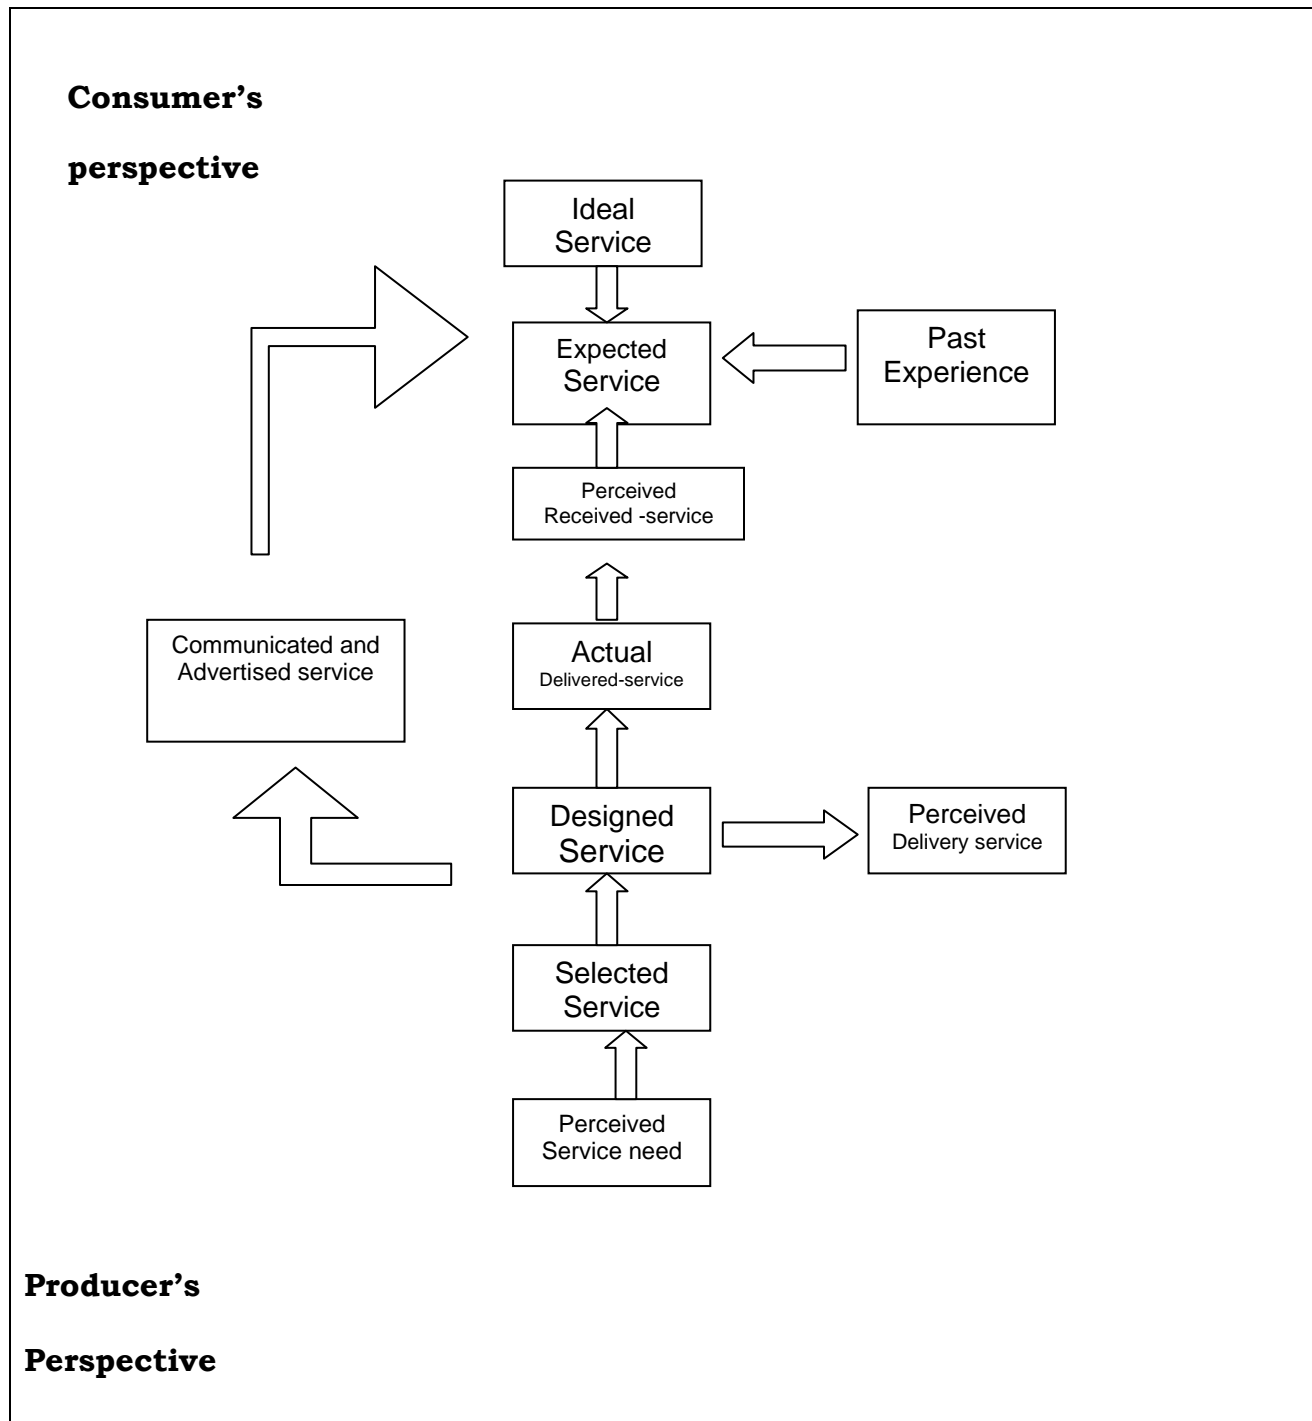 Consumer’s
perspective
Ideal
Service
Expected
Service
Past
Experience
Perceived
Received -service
Communicated and
Advertised service
Actual
Delivered-service
Designed
Service
Perceived
Delivery service
Selected
Service
Perceived
Service need
Producer’s
Perspective